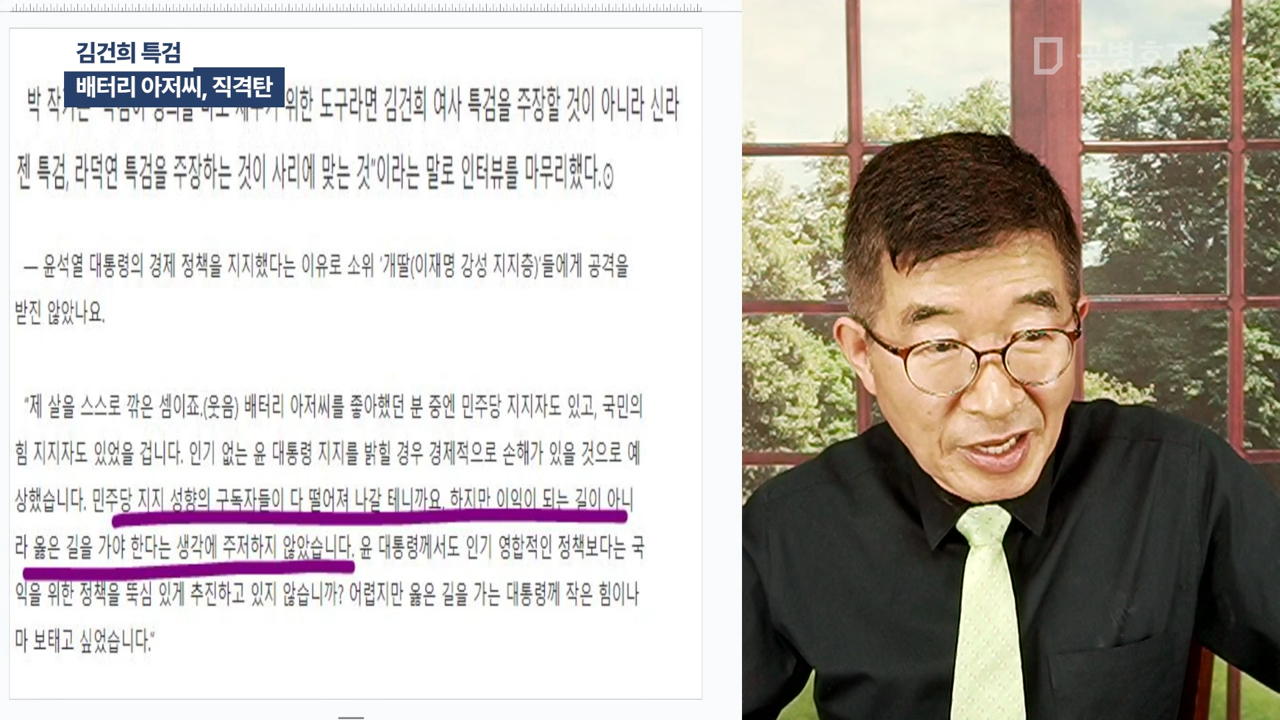 김건희 특검
배터리 아저씨, 직격탄
공병호
박 위한 도구라면 김건희 여사 특검을 주장할 것이 아니라 신라
젠 특검, 라덕연 특검을 주장하는 것이 사리에 맞는 것"이라는 말로 인터뷰를 마무리했다.⊙
— 윤석열 대통령의 경제 정책을 지지했다는 이유로 소위 '개딸(이재명 강성 지지층)'들에게 공격을
받진 않았나요.
"제 살을 스스로 깎은 셈이죠.(웃음) 배터리 아저씨를 좋아했던 분 중엔 민주당 지지자도 있고, 국민의
힘 지지자도 있었을 겁니다. 인기 없는 윤 대통령 지지를 밝힐 경우 경제적으로 손해가 있을 것으로 예
상했습니다. 민주당 지지 성향의 구독자들이 다 떨어져 나갈 테니까요. 하지만 이익이 되는 길이 아니
라 옳은 길을 가야 한다는 생각에 주저하지 않았습니다. 윤 대통령께서도 인기 영합적인 정책보다는 국
익을 위한 정책을 뚝심 있게 추진하고 있지 않습니까? 어렵지만 옳은 길을 가는 대통령께 작은 힘이나
마 보태고 싶었습니다."